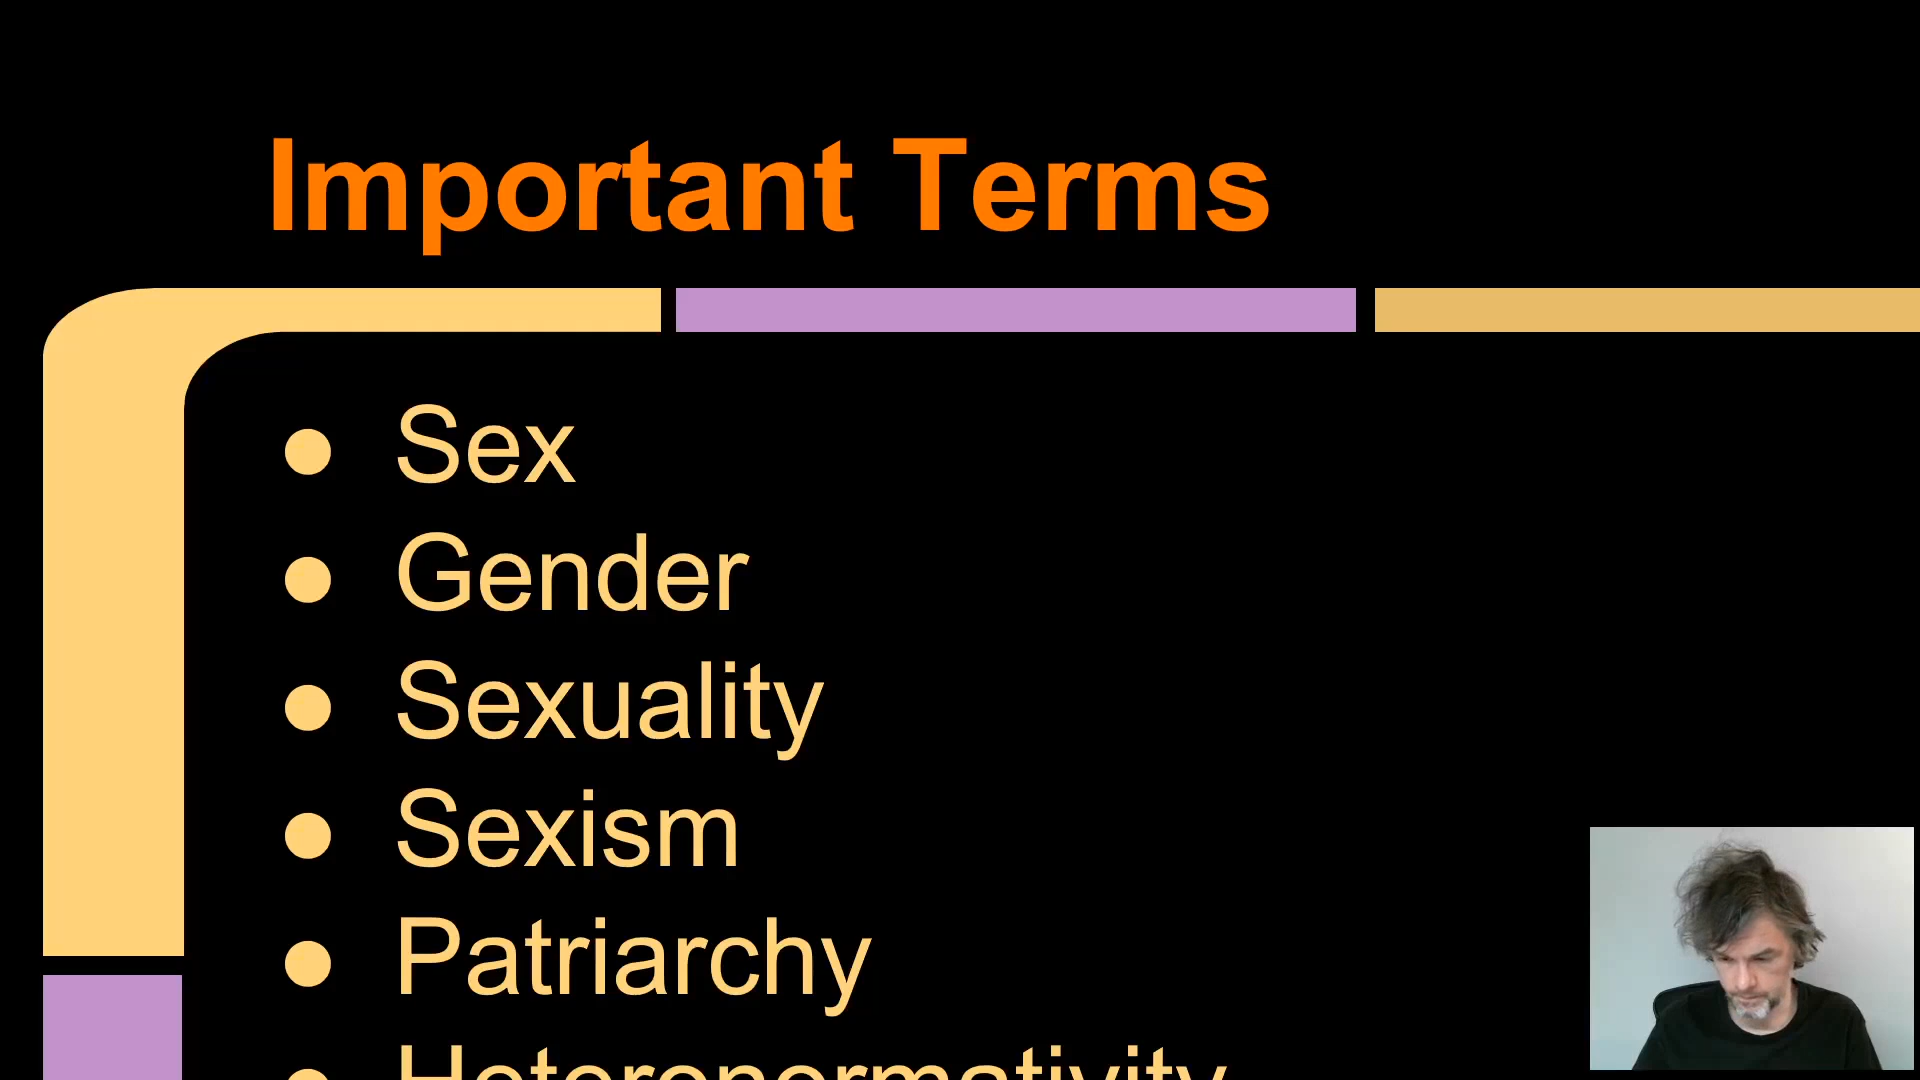 Important Terms
● Sex
● Gender
● Sexuality
● Sexism
● Patriarchy
● Heteronormativity